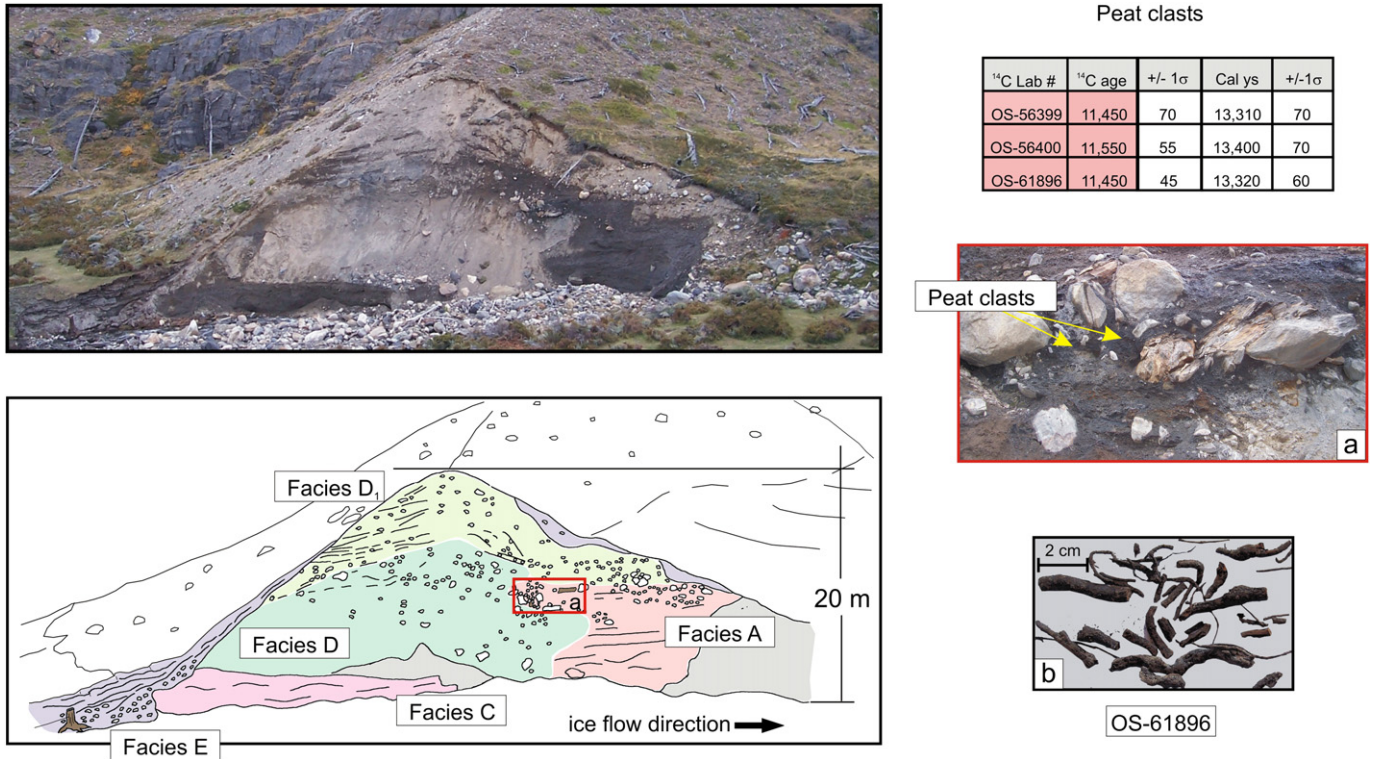 Peat clasts
¹⁴C Lab # ¹⁴C age +/- 1σ Cal ys +/-1σ
OS-56399 11,450 70 13,310 70
OS-56400 11,550 55 13,400 70
OS-61896 11,450 45 13,320 60
Peat clasts
a
Facies D₁
20 m
a
Facies D
Facies A
Facies C
ice flow direction
Facies E
2 cm
b
OS-61896